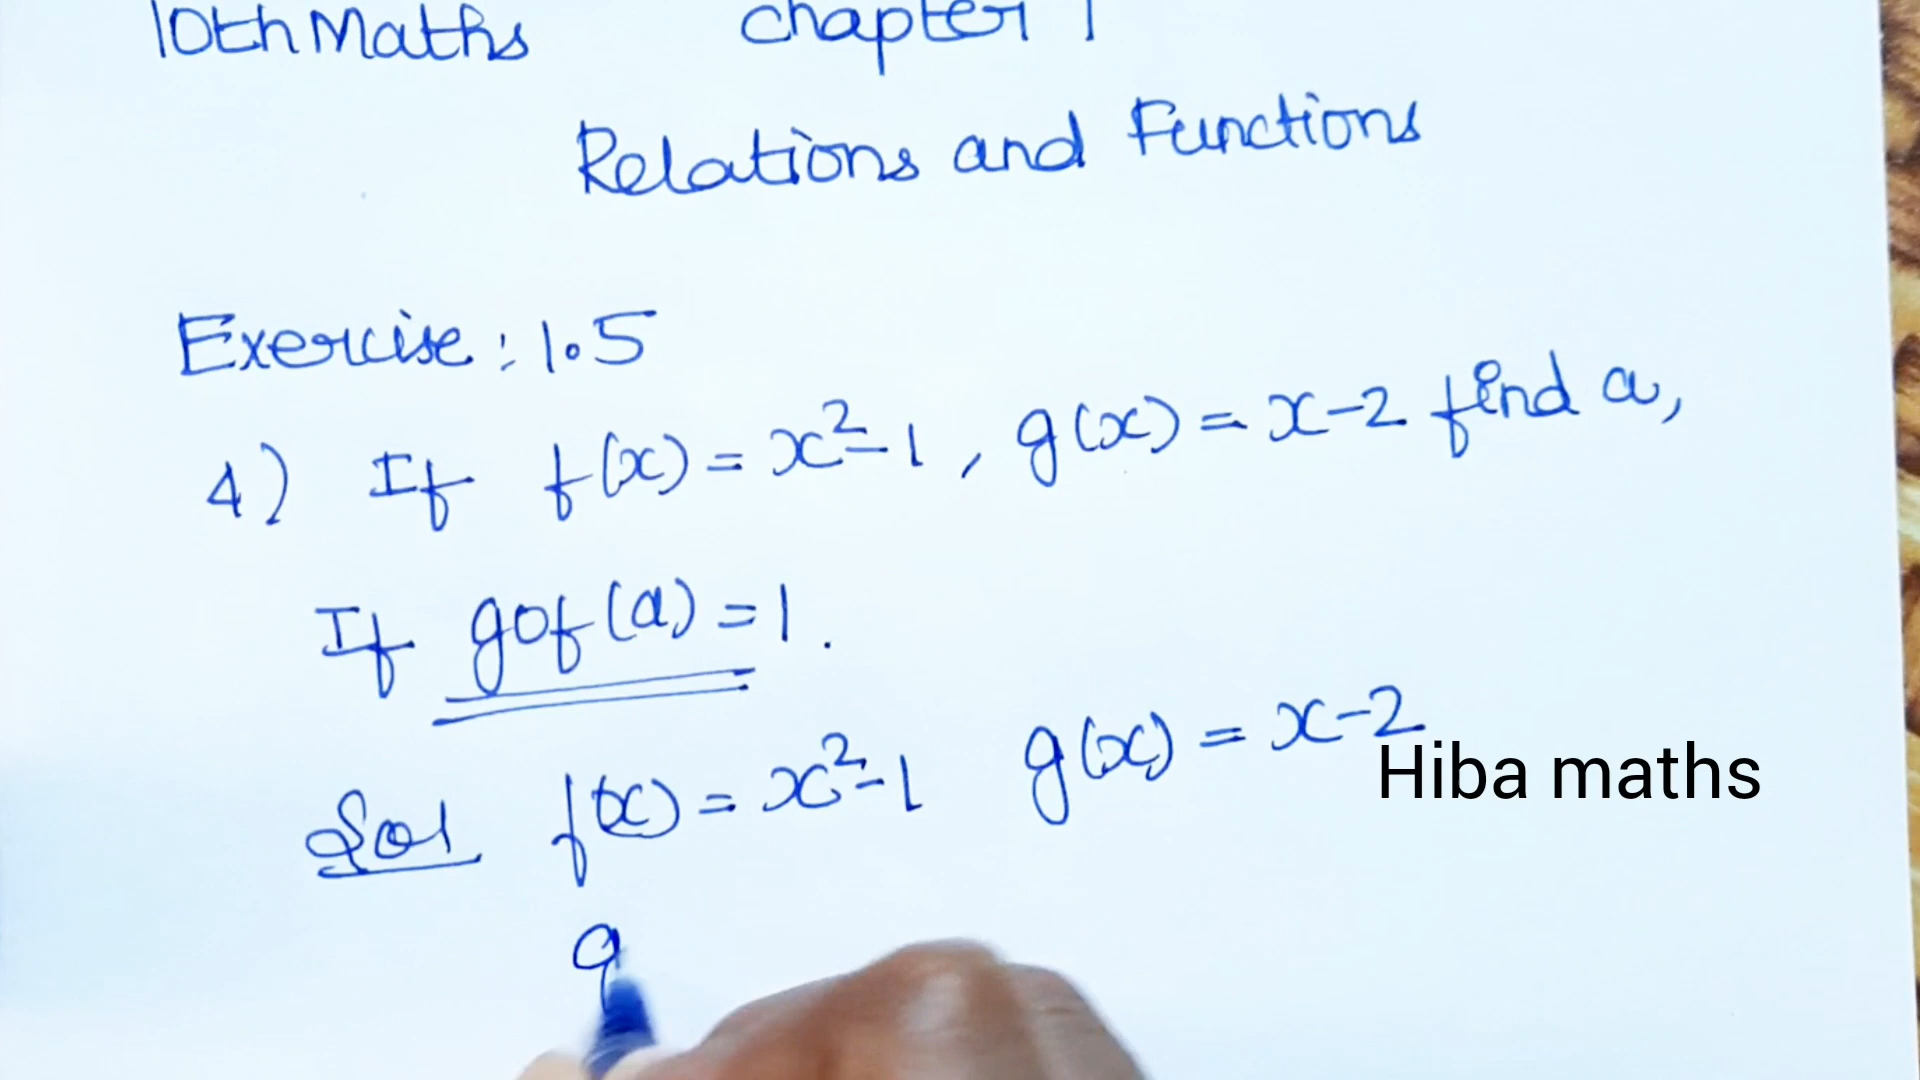 10th Maths chapter 1
Relations and Functions
Exercise : 1.5
4) If f(x) = x²-1 , g(x) = x-2 find a,
If gof(a) = 1 .
Sol f(x) = x²-1 g(x) = x-2
Hiba maths
g